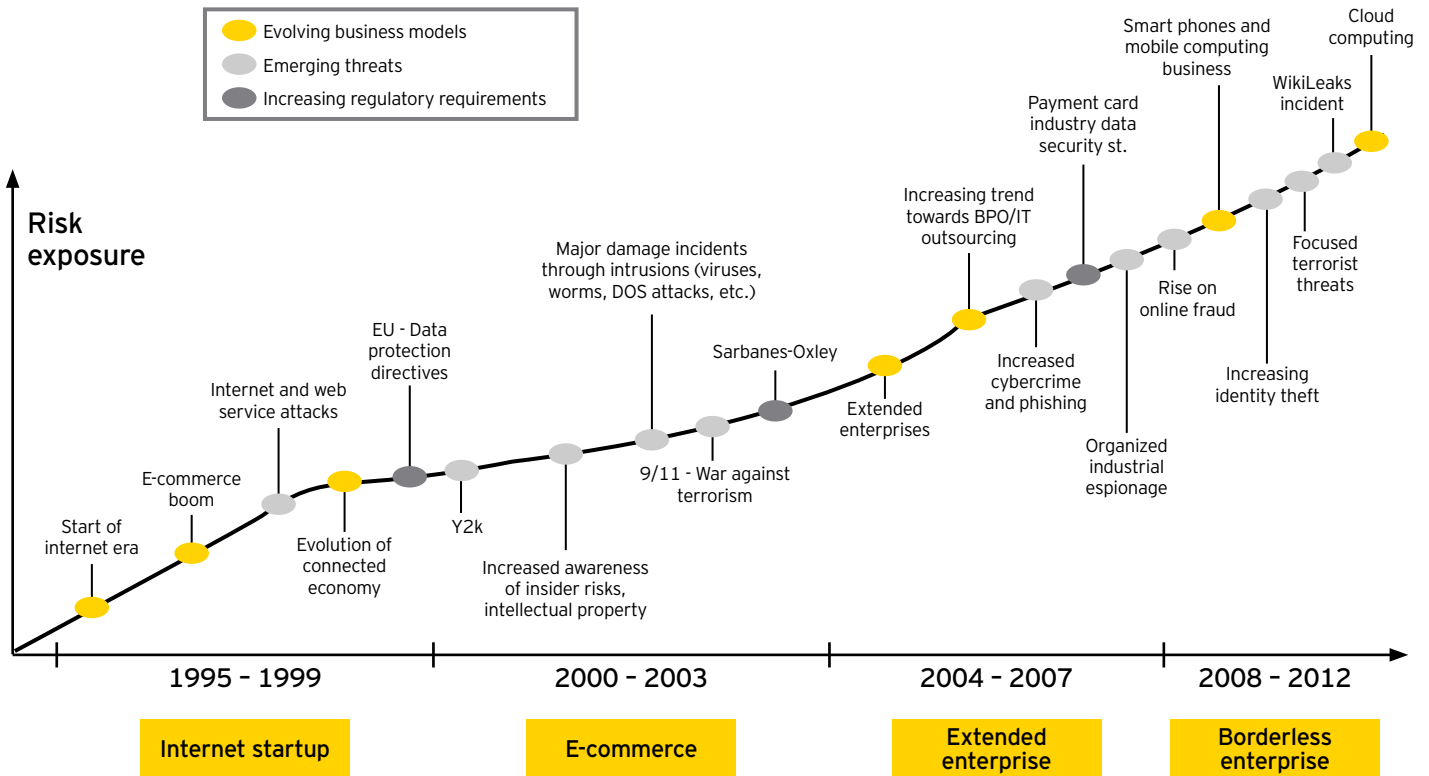 Evolving business models
Emerging threats
Increasing regulatory requirements
Risk
exposure
Start of
internet era
E-commerce
boom
Internet and web
service attacks
Evolution of
connected
economy
EU - Data
protection
directives
Y2k
Increased awareness
of insider risks,
intellectual property
Major damage incidents
through intrusions (viruses,
worms, DOS attacks, etc.)
9/11 - War against
terrorism
Sarbanes-Oxley
Extended
enterprises
Increasing trend
towards BPO/IT
outsourcing
Increased
cybercrime
and phishing
Payment card
industry data
security st.
Organized
industrial
espionage
Rise on
online fraud
Smart phones and
mobile computing
business
Increasing
identity theft
Focused
terrorist
threats
WikiLeaks
incident
Cloud
computing
1995 - 1999
2000 - 2003
2004 - 2007
2008 - 2012
Internet startup
E-commerce
Extended
enterprise
Borderless
enterprise